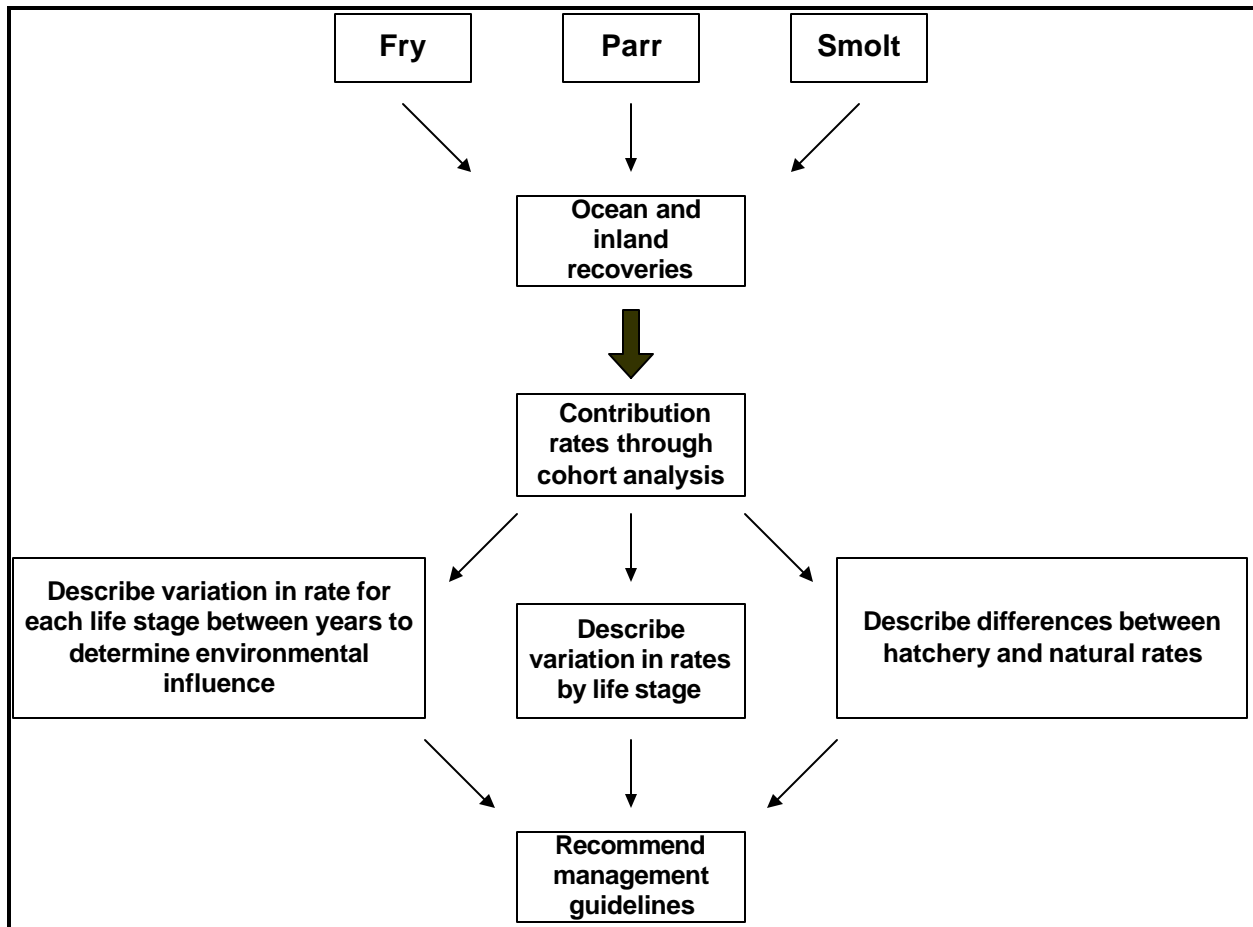 Fry
Parr
Smolt
Ocean and
inland
recoveries
Contribution
rates through
cohort analysis
Describe variation in rate for
each life stage between years to
determine environmental
influence
Describe
variation in rates
by life stage
Describe differences between
hatchery and natural rates
Recommend
management
guidelines